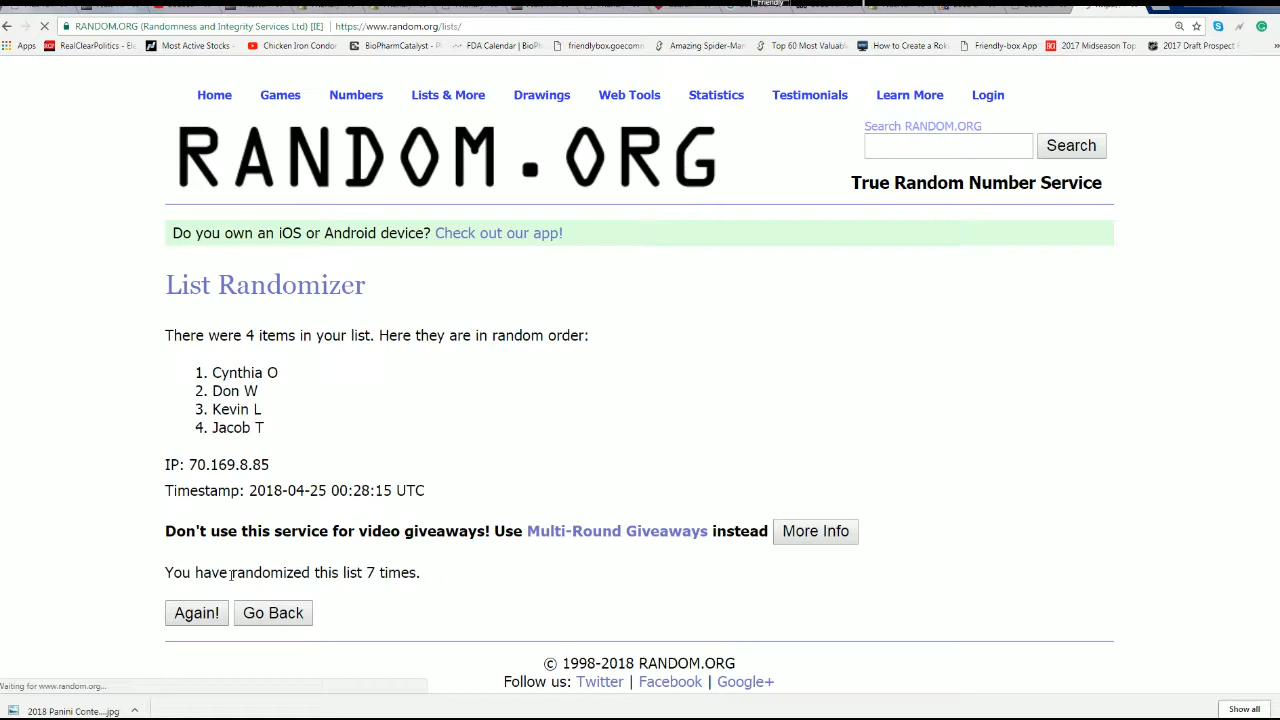 Friendly
RANDOM.ORG (Randomness and Integrity Services Ltd) [IE] https://www.random.org/lists/
Apps RealClearPolitics - Ele Most Active Stocks - Chicken Iron Condor BioPharmCatalyst - FDA Calendar | BioPh friendlybox.goecomm Amazing Spider-Man Top 60 Most Valuable How to Create a Rok Friendly-box App 2017 Midseason Top 2017 Draft Prospect
Home Games Numbers Lists & More Drawings Web Tools Statistics Testimonials Learn More Login
Search RANDOM.ORG
RANDOM.ORG
Search
True Random Number Service
Do you own an iOS or Android device? Check out our app!
List Randomizer
There were 4 items in your list. Here they are in random order:
1. Cynthia O
2. Don W
3. Kevin L
4. Jacob T
IP: 70.169.8.85
Timestamp: 2018-04-25 00:28:15 UTC
Don't use this service for video giveaways! Use Multi-Round Giveaways instead More Info
You have randomized this list 7 times.
Again! Go Back
© 1998-2018 RANDOM.ORG
Follow us: Twitter | Facebook | Google+
Waiting for www.random.org...
2018 Panini Conte....jpg Show all